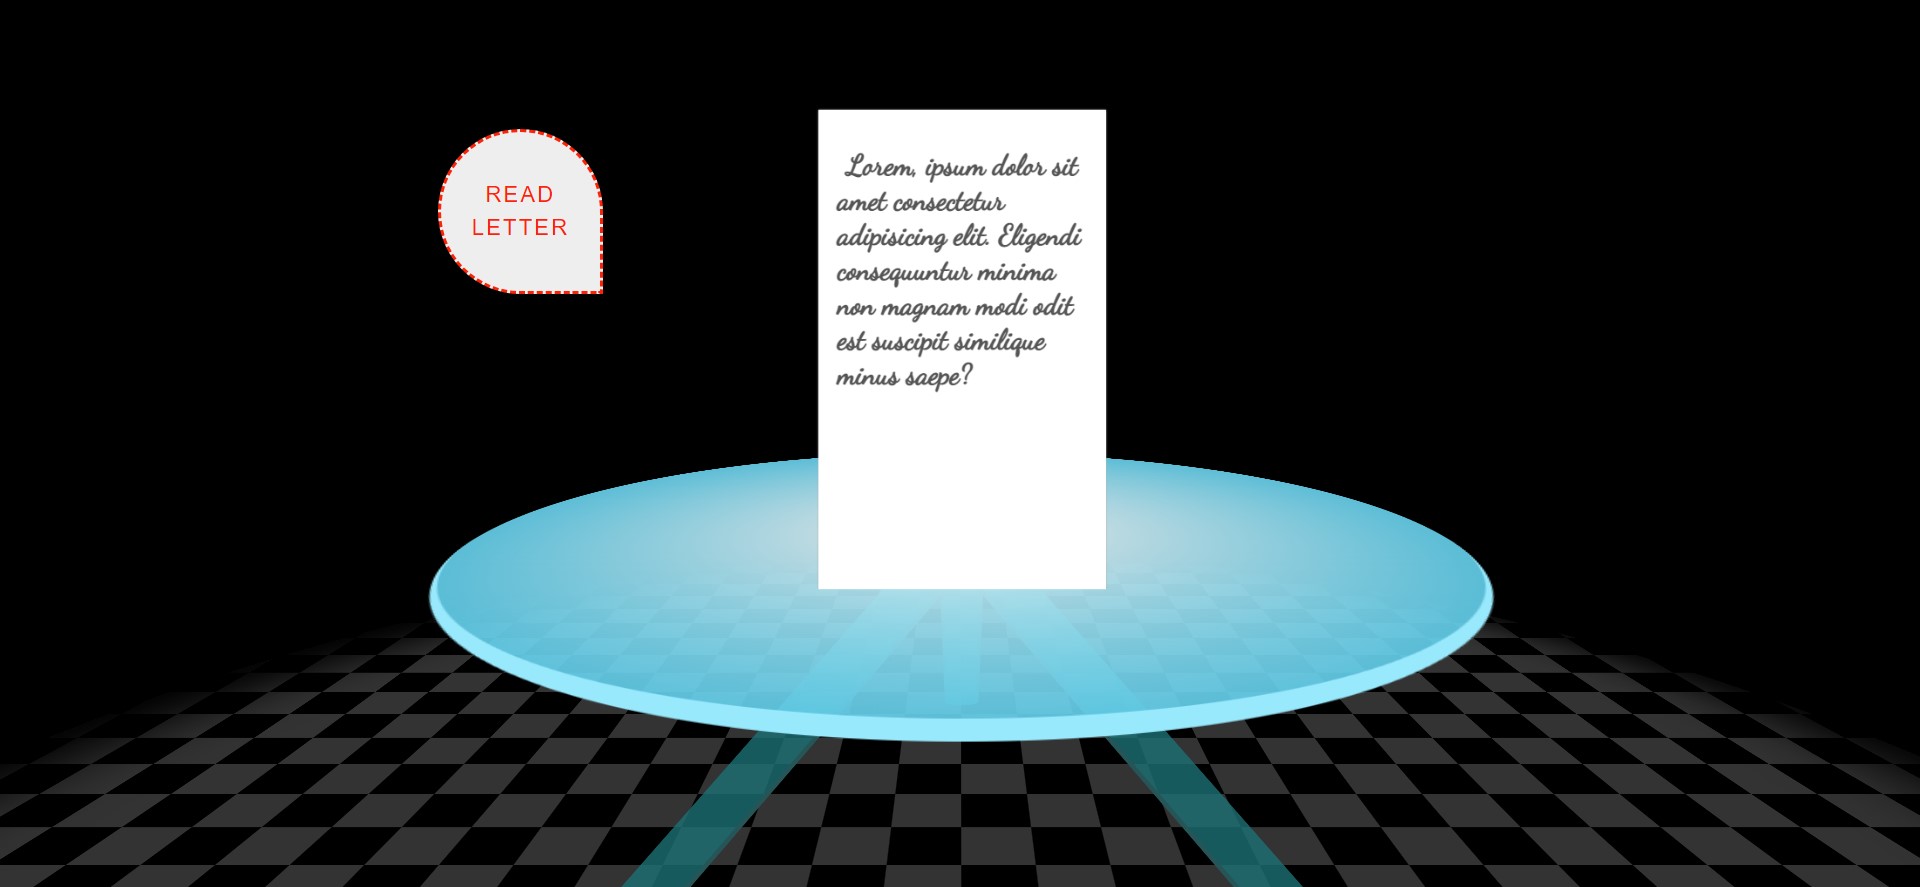 READ
LETTER
Lorem, ipsum dolor sit
amet consectetur
adipisicing elit. Eligendi
consequuntur minima
non magnam modi odit
est suscipit similique
minus saepe?